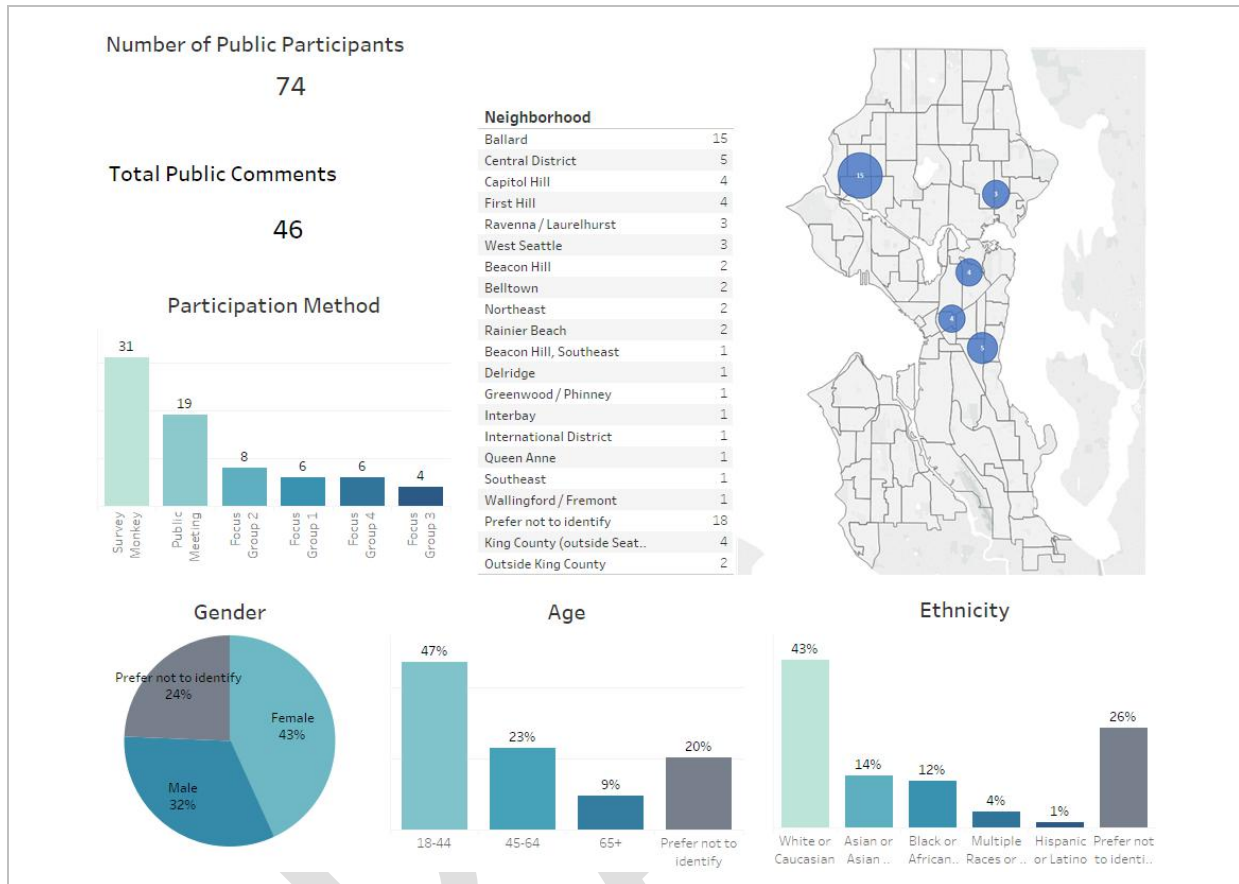 Number of Public Participants
74
Total Public Comments
46
Participation Method
31
19
8
6
6
4
Survey
Monkey
Public
Meeting
Focus
Group 2
Focus
Group 1
Focus
Group 4
Focus
Group 3
Neighborhood
Ballard 15
Central District 5
Capitol Hill 4
First Hill 4
Ravenna / Laurelhurst 3
West Seattle 3
Beacon Hill 2
Belltown 2
Northeast 2
Rainier Beach 2
Beacon Hill, Southeast 1
Delridge 1
Greenwood / Phinney 1
Interbay 1
International District 1
Queen Anne 1
Southeast 1
Wallingford / Fremont 1
Prefer not to identify 18
King County (outside Seat.. 4
Outside King County 2
15
3
4
4
5
Gender
Prefer not to identify
24%
Female
43%
Male
32%
Age
47%
23%
9%
20%
18-44
45-64
65+
Prefer not to
identify
Ethnicity
43%
14%
12%
4%
1%
26%
White or
Caucasian
Asian or
Asian ..
Black or
African..
Multiple
Races or ..
Hispanic
or Latino
Prefer not
to identi..